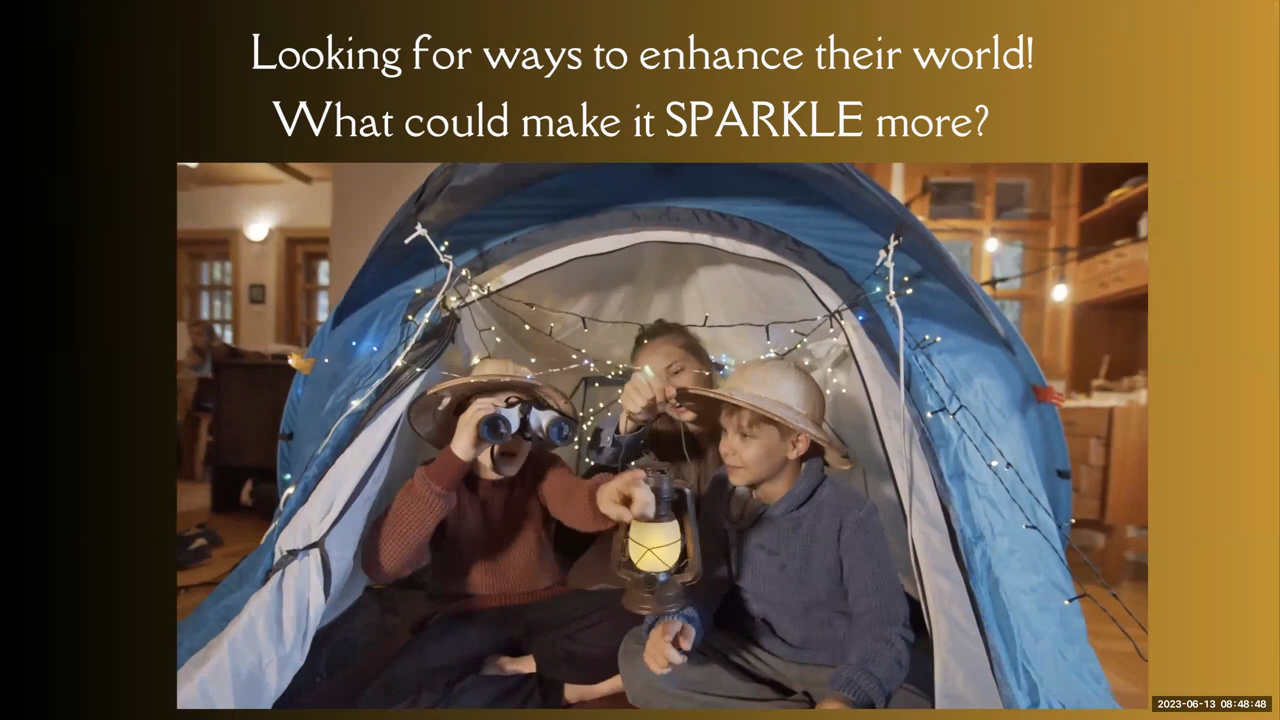 Looking for ways to enhance their world!
What could make it SPARKLE more?
2023-06-13 08:48:48